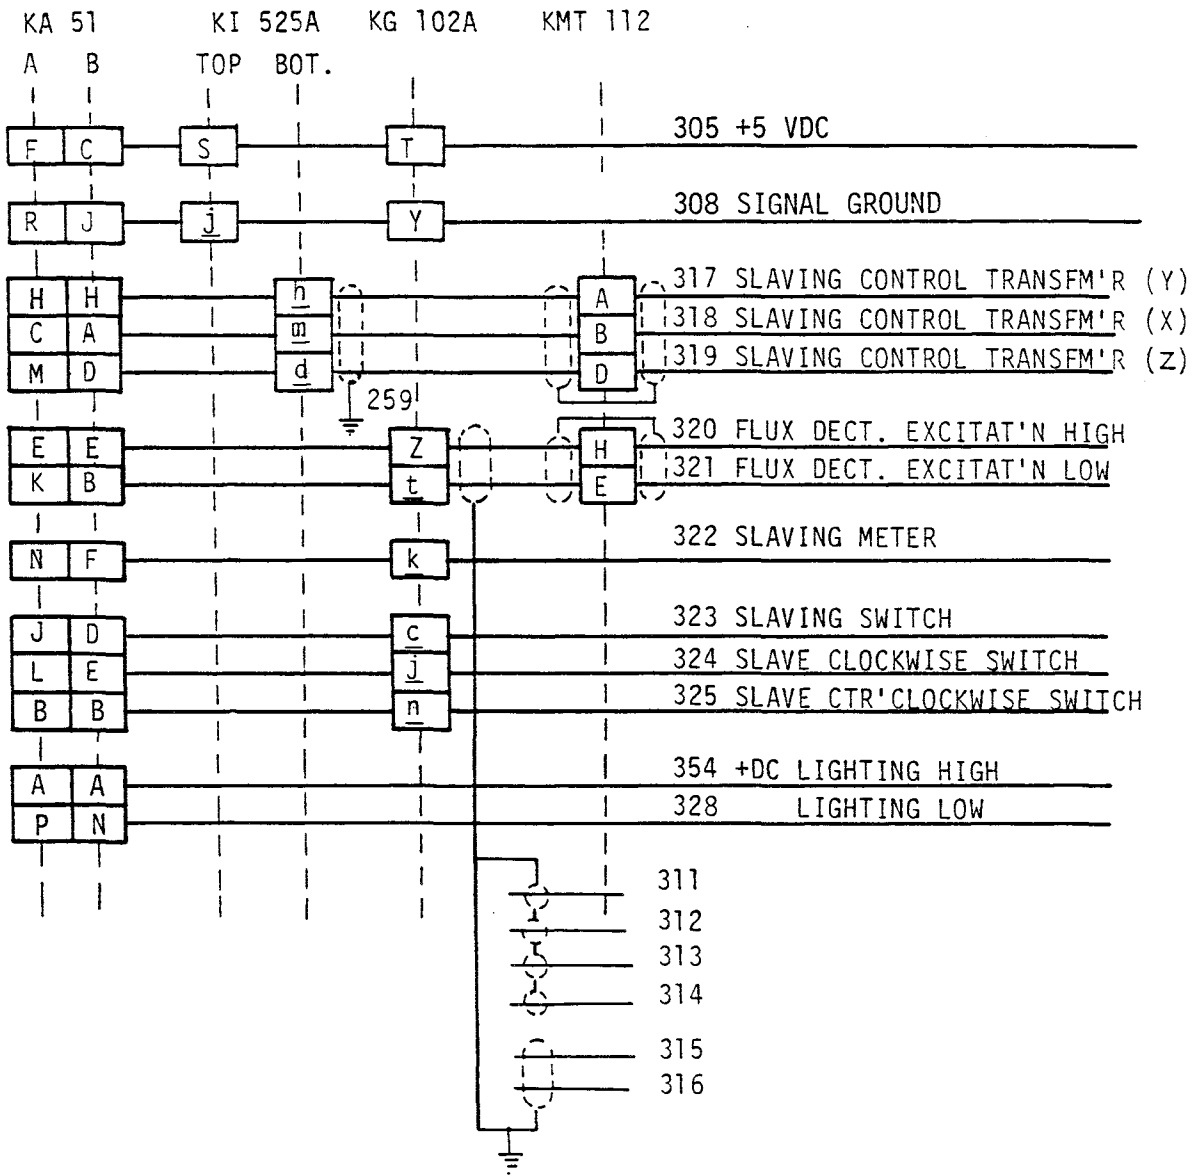 KA 51 KI 525A KG 102A KMT 112
A B TOP BOT.
F C S T 305 +5 VDC
R J j Y 308 SIGNAL GROUND
H H h A 317 SLAVING CONTROL TRANSFM'R (Y)
C A m B 318 SLAVING CONTROL TRANSFM'R (X)
M D d D 319 SLAVING CONTROL TRANSFM'R (Z)
259
E E Z H 320 FLUX DECT. EXCITAT'N HIGH
K B t E 321 FLUX DECT. EXCITAT'N LOW
N F k 322 SLAVING METER
J D c 323 SLAVING SWITCH
L E j 324 SLAVE CLOCKWISE SWITCH
B B n 325 SLAVE CTR'CLOCKWISE SWITCH
A A 354 +DC LIGHTING HIGH
P N 328 LIGHTING LOW
311
312
313
314
315
316